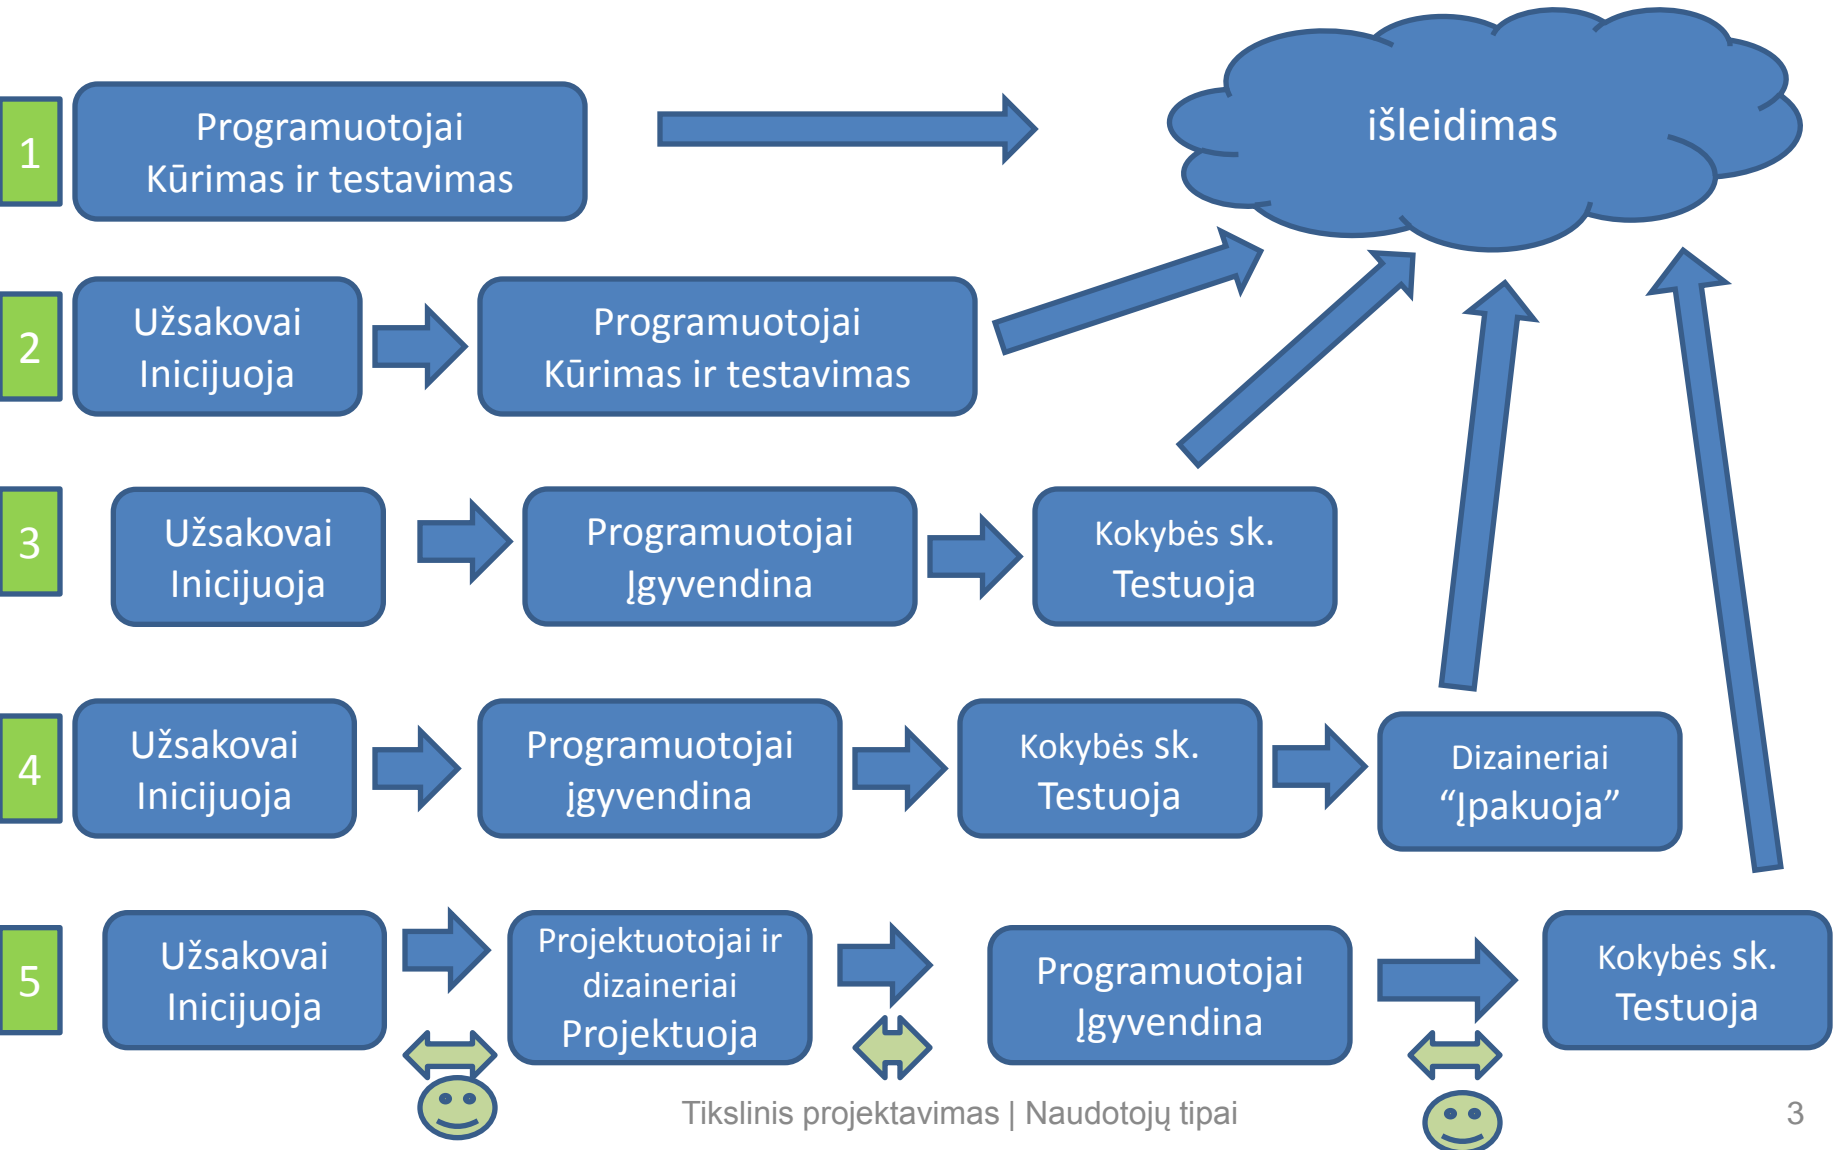 1
Programuotojai
Kūrimas ir testavimas
išleidimas
2
Užsakovai
Inicijuoja
Programuotojai
Kūrimas ir testavimas
3
Užsakovai
Inicijuoja
Programuotojai
Įgyvendina
Kokybės sk.
Testuoja
4
Užsakovai
Inicijuoja
Programuotojai
įgyvendina
Kokybės sk.
Testuoja
Dizaineriai
“Įpakuoja”
5
Užsakovai
Inicijuoja
Projektuotojai ir
dizaineriai
Projektuoja
Programuotojai
Įgyvendina
Kokybės sk.
Testuoja
Tikslinis projektavimas | Naudotojų tipai
3